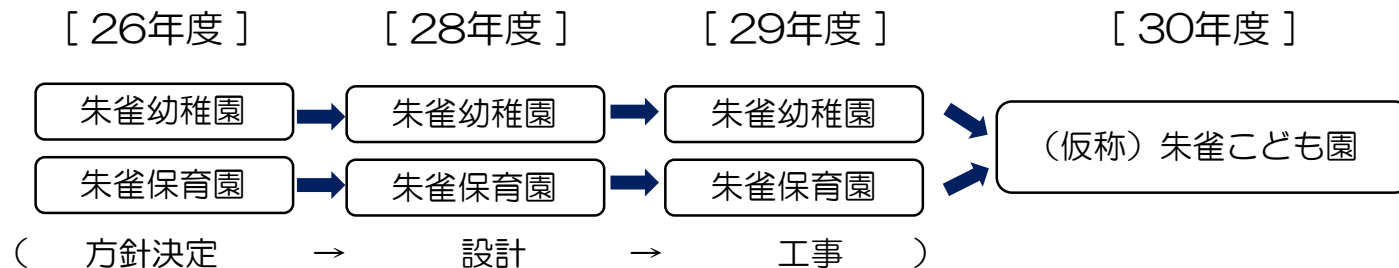 [ 26年度 ] [ 28年度 ] [ 29年度 ] [ 30年度 ]
朱雀幼稚園 朱雀幼稚園 朱雀幼稚園
（仮称）朱雀こども園
朱雀保育園 朱雀保育園 朱雀保育園
（ 方針決定 → 設計 → 工事 ）